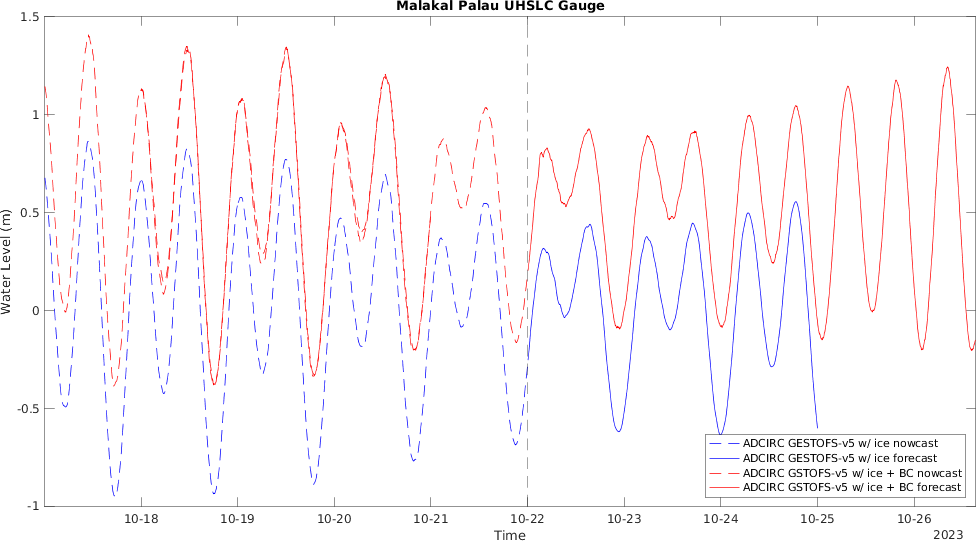 Malakal Palau UHSLC Gauge
1.5
1
0.5
0
-0.5
-1
Water Level (m)
10-18 10-19 10-20 10-21 10-22 10-23 10-24 10-25 10-26
Time
2023
ADCIRC GESTOFS-v5 w/ ice nowcast
ADCIRC GESTOFS-v5 w/ ice forecast
ADCIRC GSTOFS-v5 w/ ice + BC nowcast
ADCIRC GSTOFS-v5 w/ ice + BC forecast